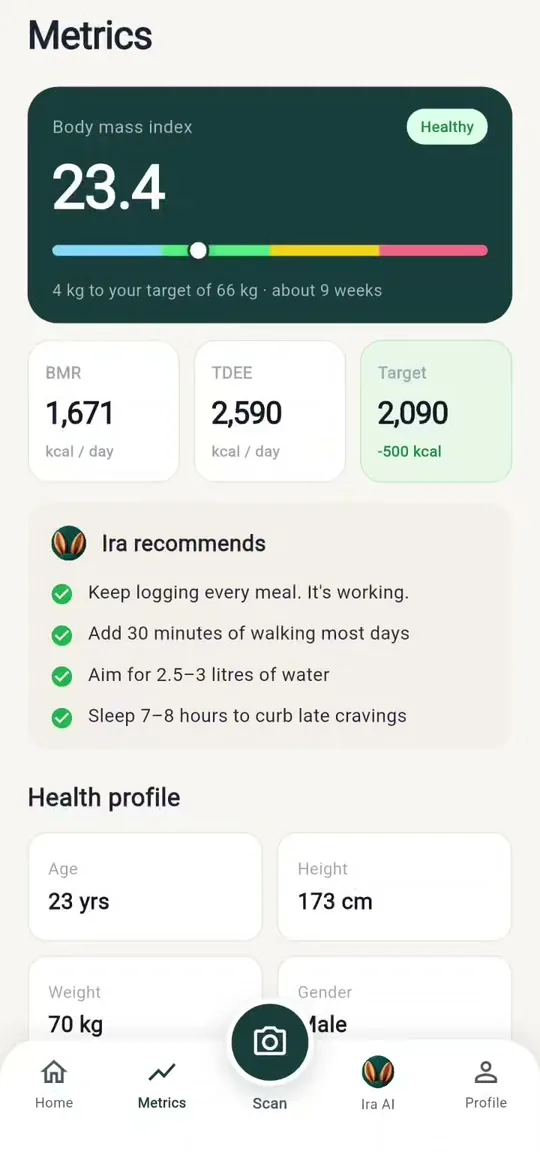 Metrics
Body mass index
Healthy
23.4
4 kg to your target of 66 kg · about 9 weeks
BMR
TDEE
Target
1,671
2,590
2,090
kcal / day
kcal / day
-500 kcal
Ira recommends
Keep logging every meal. It's working.
Add 30 minutes of walking most days
Aim for 2.5–3 litres of water
Sleep 7–8 hours to curb late cravings
Health profile
Age
Height
23 yrs
173 cm
Weight
Gender
70 kg
Male
Home
Metrics
Scan
Ira AI
Profile